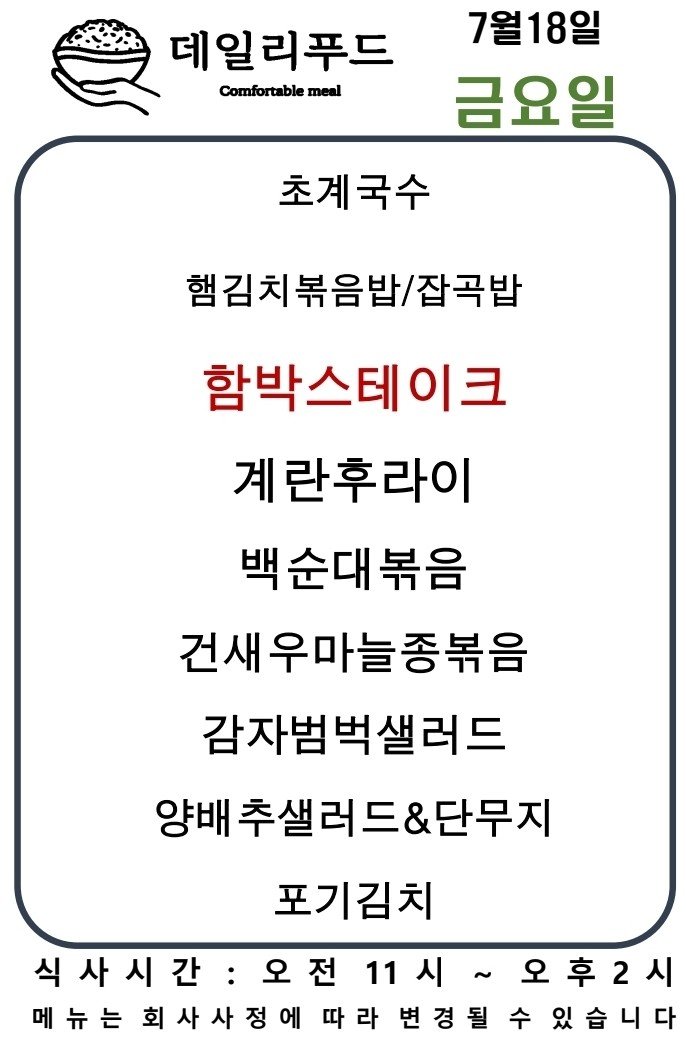 데일리푸드
Comfortable meal
7월18일
금요일
초계국수
햄김치볶음밥/잡곡밥
함박스테이크
계란후라이
백순대볶음
건새우마늘종볶음
감자범벅샐러드
양배추샐러드&단무지
포기김치
식사시간 : 오전 11시 ~ 오후2시
메뉴는 회사사정에 따라 변경될 수 있습니다